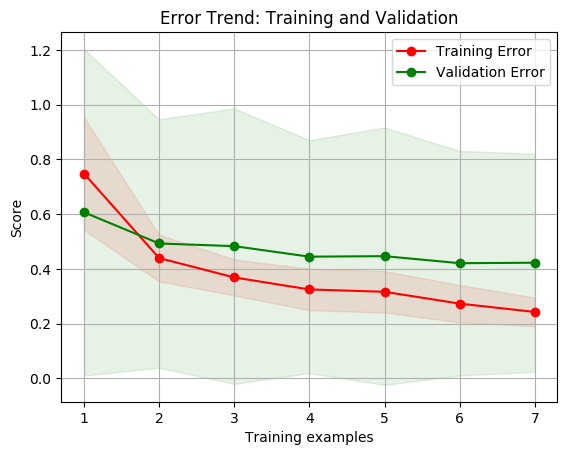 Error Trend: Training and Validation
Training Error
Validation Error
Score
1.2
1.0
0.8
0.6
0.4
0.2
0.0
1 2 3 4 5 6 7
Training examples